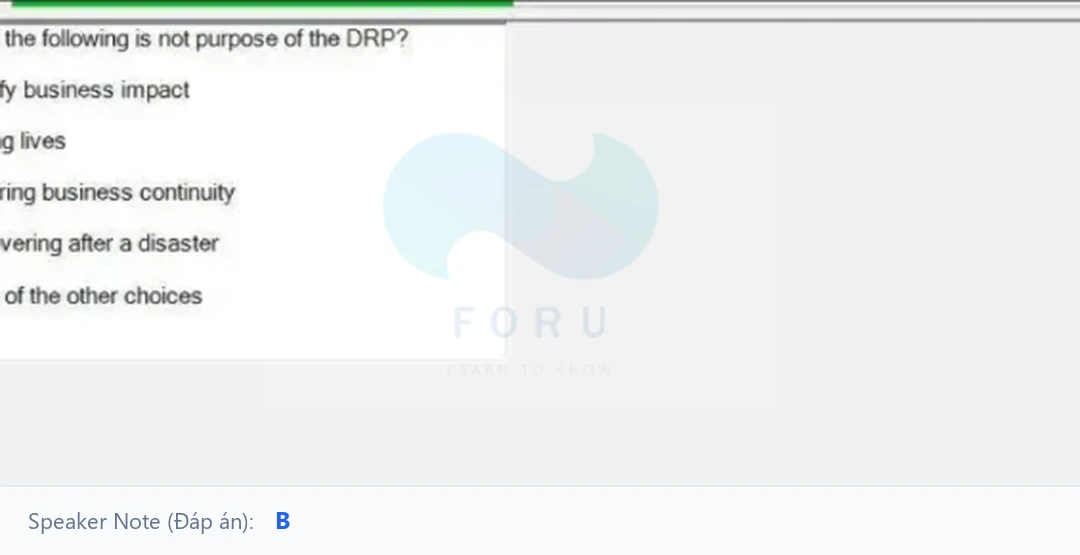 the following is not purpose of the DRP?
fy business impact
g lives
ring business continuity
vering after a disaster
of the other choices
FORU
LEARN TO KNOW
Speaker Note (Đáp án): B